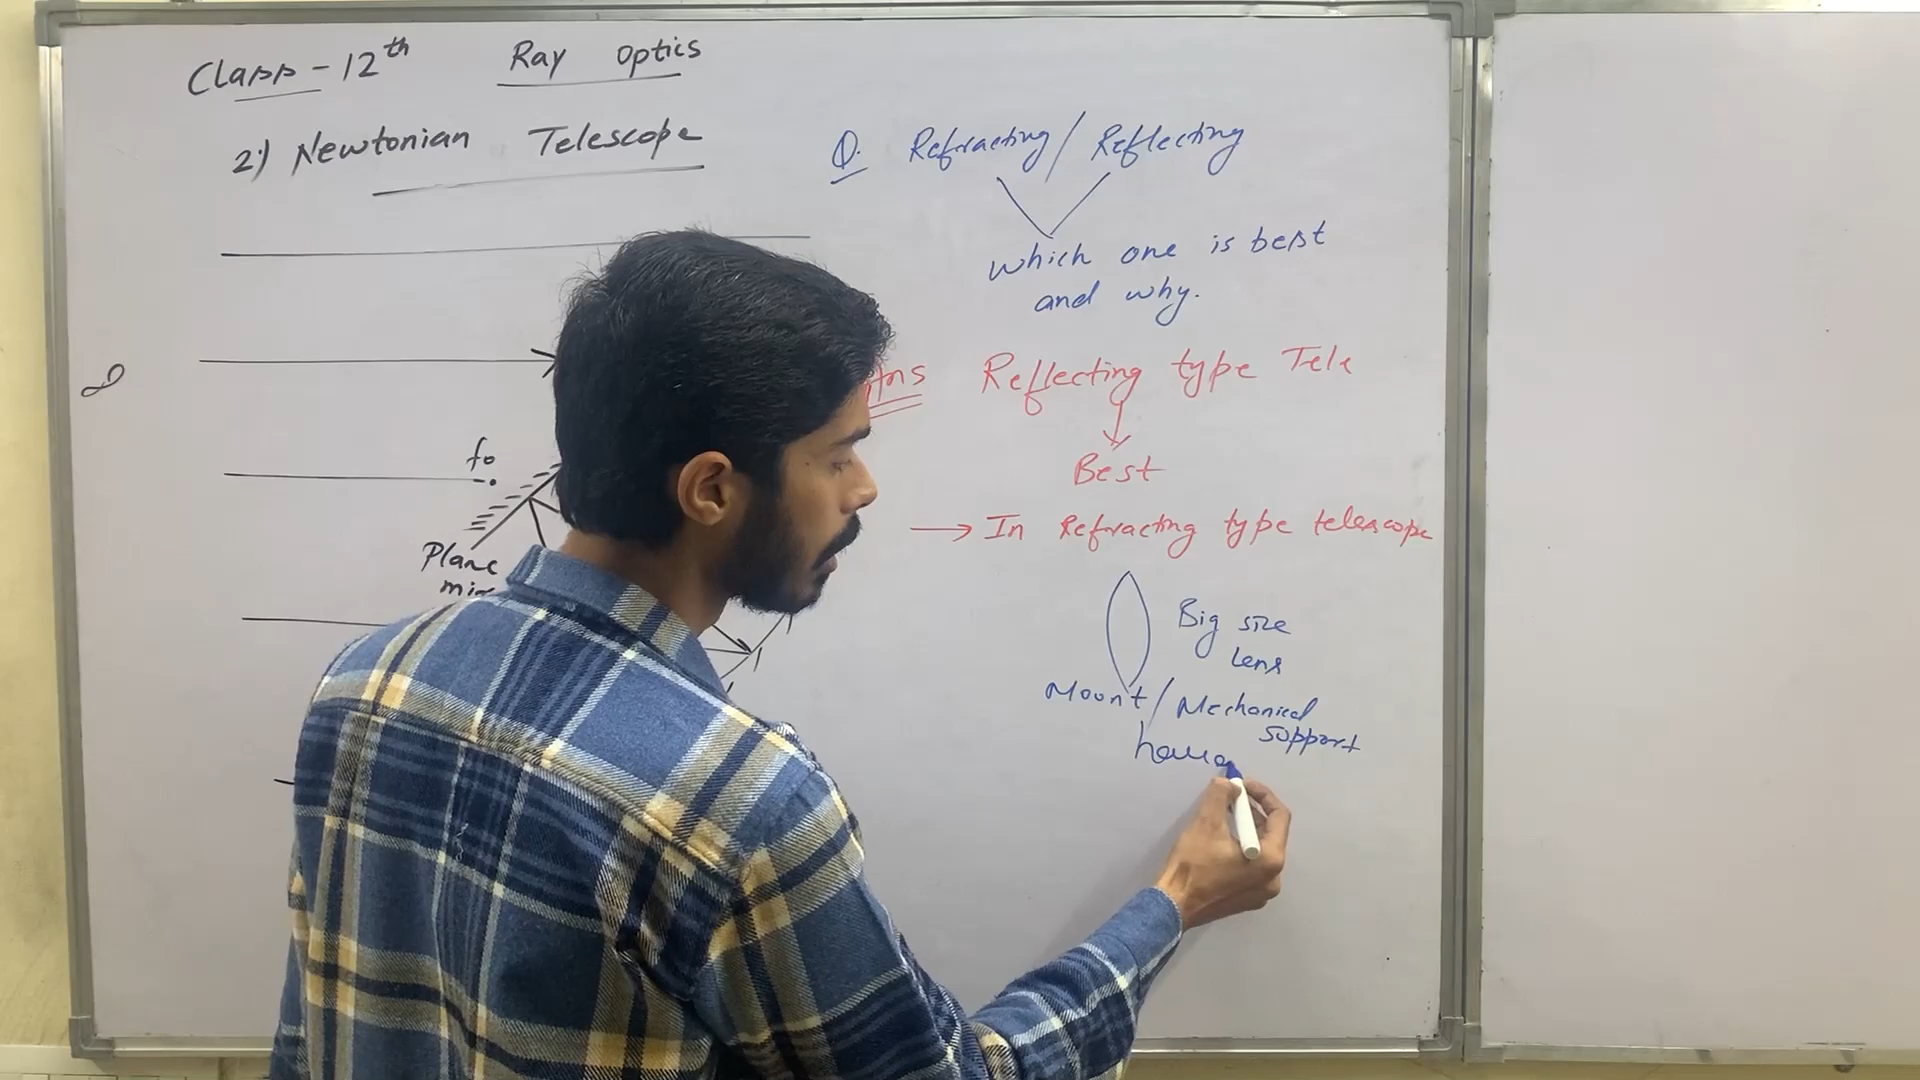 Class - 12th Ray Optics
2.) Newtonian Telescope
∞
fo
Plane
Q. Refracting / Reflecting
which one is best
and why.
Ans Reflecting type Tele
Best
→ In Refracting type telescope
Big size
Lens
Mount / Mechanical
support